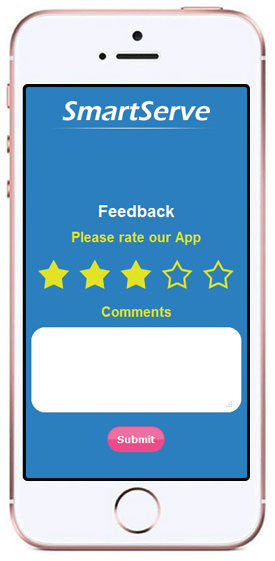 SmartServe
Feedback
Please rate our App
Comments
Submit